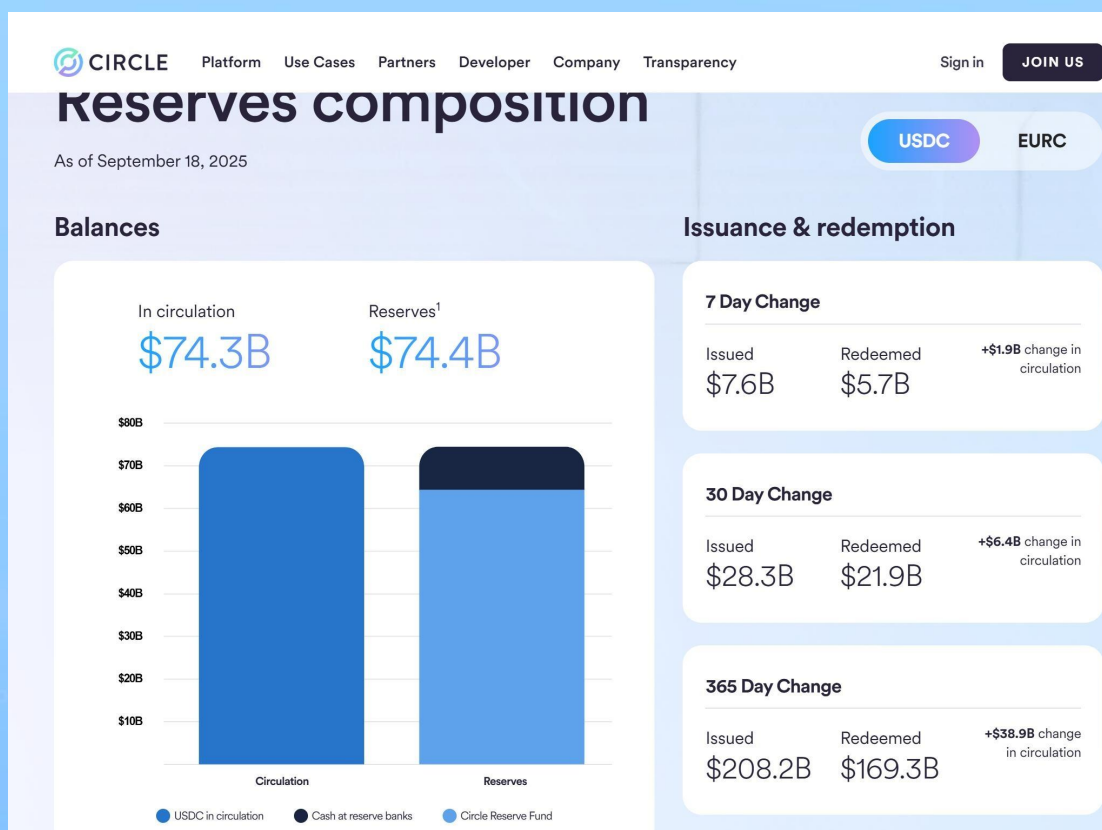 CIRCLE
Platform Use Cases Partners Developer Company Transparency
Sign in JOIN US
Reserves composition
As of September 18, 2025
USDC EURC
Balances
In circulation
$74.3B
Reserves1
$74.4B
$80B
$70B
$60B
$50B
$40B
$30B
$20B
$10B
Circulation Reserves
USDC in circulation Cash at reserve banks Circle Reserve Fund
Issuance & redemption
7 Day Change
Issued
$7.6B
Redeemed
$5.7B
+$1.9B change in
circulation
30 Day Change
Issued
$28.3B
Redeemed
$21.9B
+$6.4B change in
circulation
365 Day Change
Issued
$208.2B
Redeemed
$169.3B
+$38.9B change
in circulation